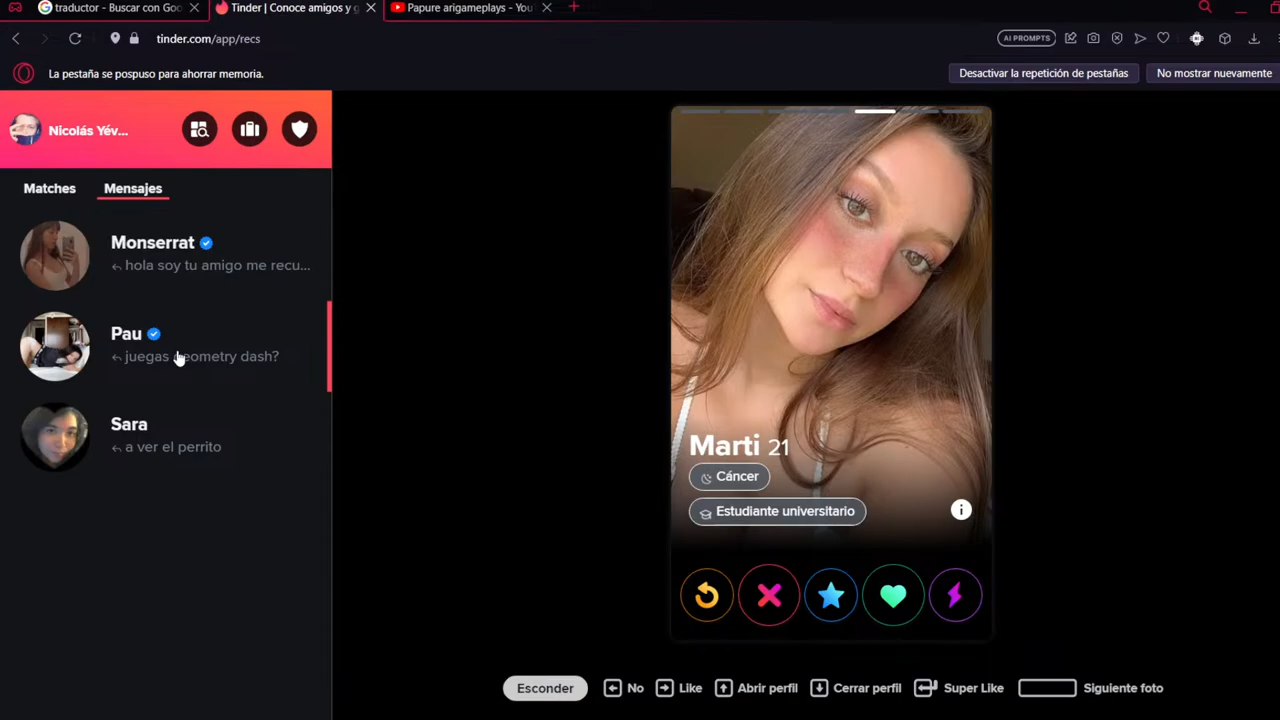 traductor - Buscar con Goo
Tinder | Conoce amigos y g
Papure arigameplays - You
tinder.com/app/recs
AI PROMPTS
La pestaña se pospuso para ahorrar memoria.
Desactivar la repetición de pestañas
No mostrar nuevamente
Nicolás Yév...
Matches
Mensajes
Monserrat
hola soy tu amigo me recu...
Pau
juegas geometry dash?
Sara
a ver el perrito
Marti 21
Cáncer
Estudiante universitario
Esconder
No
Like
Abrir perfil
Cerrar perfil
Super Like
Siguiente foto